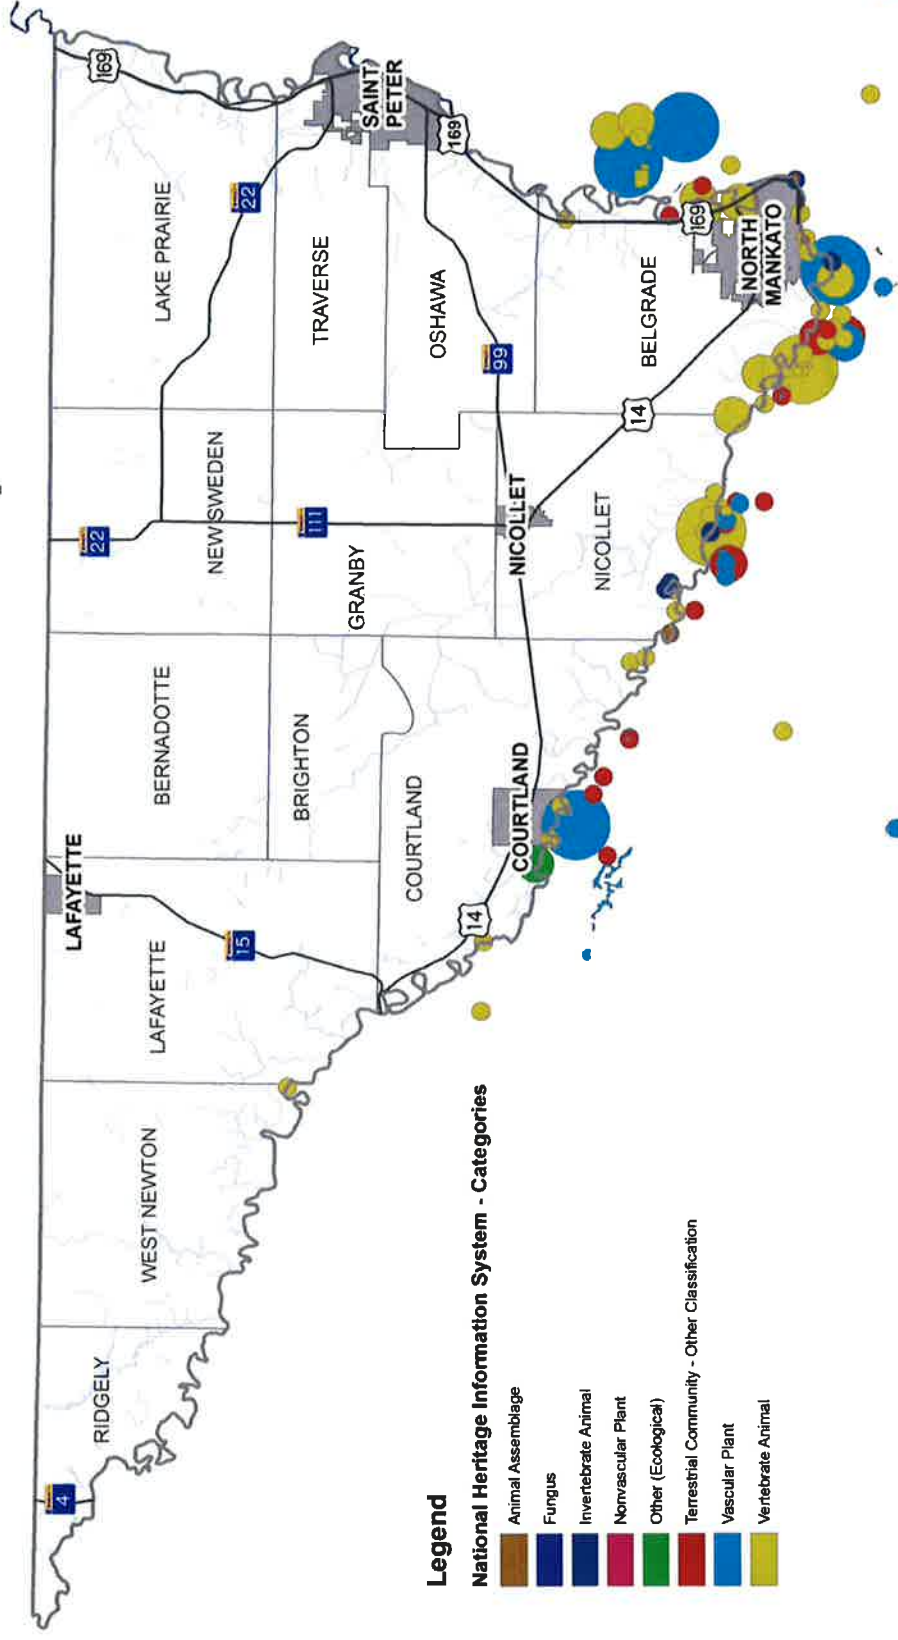 169
SAINT
PETER
22
LAKE PRAIRIE
TRAVERSE
169
OSHAWA
99
BELGRADE
169
NORTH
MANKATO
14
22
NEW SWEDEN
111
GRANBY
NICOLLET
NICOLLET
BERNADOTTE
BRIGHTON
COURTLAND
COURTLAND
LAFAYETTE
LAFAYETTE
15
14
WEST NEWTON
RIDGELY
4
Legend
National Heritage Information System - Categories
Animal Assemblage
Fungus
Invertebrate Animal
Nonvascular Plant
Other (Ecological)
Terrestrial Community - Other Classification
Vascular Plant
Vertebrate Animal